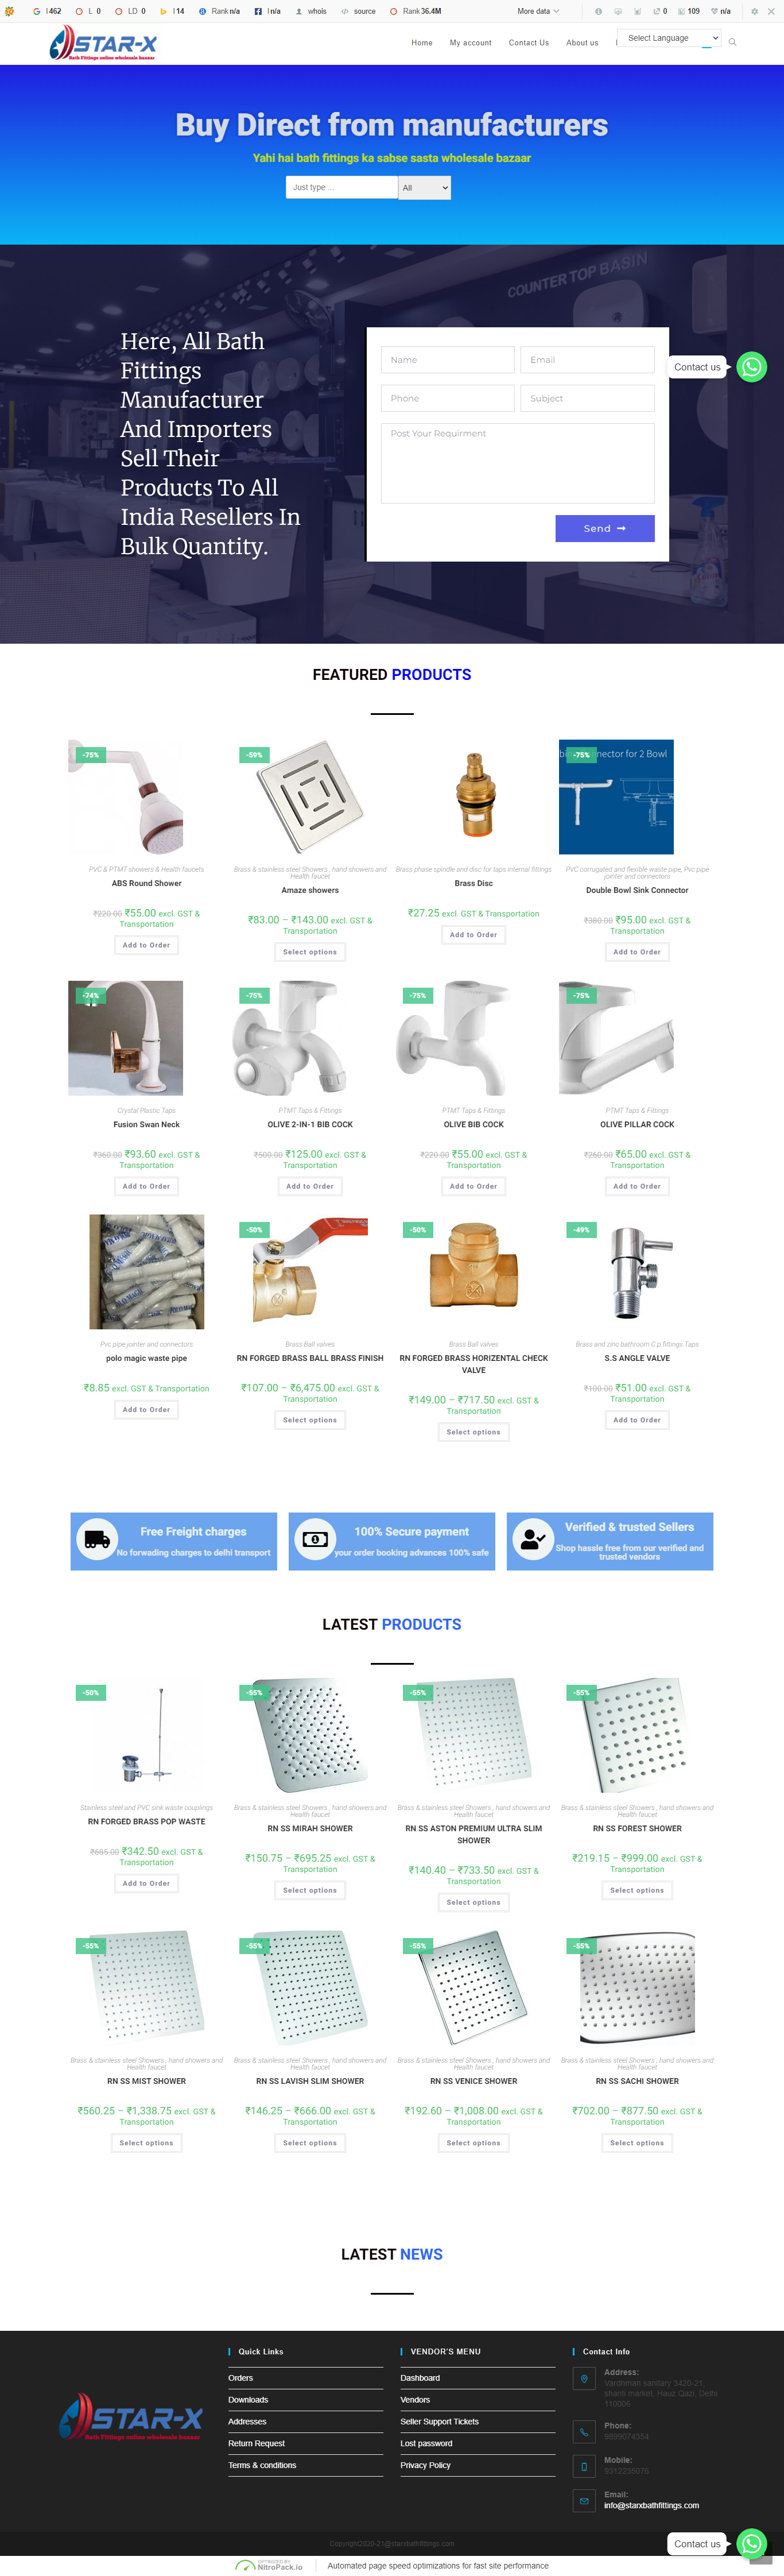 I 462
L 0
LD 0
I 14
Rank n/a
I n/a
whois
source
Rank 36.4M
More data
0
109
n/a
STAR-X
Bath Fittings online wholesale bazaar
Home
My account
Contact Us
About us
Select Language
Buy Direct from manufacturers
Yahi hai bath fittings ka sabse sasta wholesale bazaar
Just type ...
All
COUNTER TOP BASIN
Here, All Bath
Fittings
Manufacturer
And Importers
Sell Their
Products To All
India Resellers In
Bulk Quantity.
Name
Email
Phone
Subject
Post Your Requirment
Send
Contact us
FEATURED PRODUCTS
-75%
PVC & PTMT showers & Health faucets
ABS Round Shower
₹220.00 ₹55.00 excl. GST &
Transportation
Add to Order
-59%
Brass & stainless steel Showers , hand showers and
Health faucet
Amaze showers
₹83.00 – ₹143.00 excl. GST &
Transportation
Select options
Brass phase spindle and disc for taps internal fittings
Brass Disc
₹27.25 excl. GST & Transportation
Add to Order
-75%
nector for 2 Bowl
PVC corrugated and flexible waste pipe, Pvc pipe
jointer and connectors
Double Bowl Sink Connector
₹380.00 ₹95.00 excl. GST &
Transportation
Add to Order
-74%
Crystal Plastic Taps
Fusion Swan Neck
₹360.00 ₹93.60 excl. GST &
Transportation
Add to Order
-75%
PTMT Taps & Fittings
OLIVE 2-IN-1 BIB COCK
₹500.00 ₹125.00 excl. GST &
Transportation
Add to Order
-75%
PTMT Taps & Fittings
OLIVE BIB COCK
₹220.00 ₹55.00 excl. GST &
Transportation
Add to Order
-75%
PTMT Taps & Fittings
OLIVE PILLAR COCK
₹260.00 ₹65.00 excl. GST &
Transportation
Add to Order
Pvc pipe jointer and connectors
polo magic waste pipe
₹8.85 excl. GST & Transportation
Add to Order
-50%
Brass Ball valves
RN FORGED BRASS BALL BRASS FINISH
₹107.00 – ₹6,475.00 excl. GST &
Transportation
Select options
-50%
Brass Ball valves
RN FORGED BRASS HORIZENTAL CHECK
VALVE
₹149.00 – ₹717.50 excl. GST &
Transportation
Select options
-49%
Brass and zinc bathroom C.p.fittings Taps
S.S ANGLE VALVE
₹100.00 ₹51.00 excl. GST &
Transportation
Add to Order
Free Freight charges
No forwading charges to delhi transport
100% Secure payment
your order booking advances 100% safe
Verified & trusted Sellers
Shop hassle free from our verified and
trusted vendors
LATEST PRODUCTS
-50%
Stainless steel and PVC sink waste couplings
RN FORGED BRASS POP WASTE
₹685.00 ₹342.50 excl. GST &
Transportation
Add to Order
-55%
Brass & stainless steel Showers , hand showers and
Health faucet
RN SS MIRAH SHOWER
₹150.75 – ₹695.25 excl. GST &
Transportation
Select options
-55%
Brass & stainless steel Showers , hand showers and
Health faucet
RN SS ASTON PREMIUM ULTRA SLIM
SHOWER
₹140.40 – ₹733.50 excl. GST &
Transportation
Select options
-55%
Brass & stainless steel Showers , hand showers and
Health faucet
RN SS FOREST SHOWER
₹219.15 – ₹999.00 excl. GST &
Transportation
Select options
-55%
Brass & stainless steel Showers , hand showers and
Health faucet
RN SS MIST SHOWER
₹560.25 – ₹1,338.75 excl. GST &
Transportation
Select options
-55%
Brass & stainless steel Showers , hand showers and
Health faucet
RN SS LAVISH SLIM SHOWER
₹146.25 – ₹666.00 excl. GST &
Transportation
Select options
-55%
Brass & stainless steel Showers , hand showers and
Health faucet
RN SS VENICE SHOWER
₹192.60 – ₹1,008.00 excl. GST &
Transportation
Select options
-55%
Brass & stainless steel Showers , hand showers and
Health faucet
RN SS SACHI SHOWER
₹702.00 – ₹877.50 excl. GST &
Transportation
Select options
LATEST NEWS
STAR-X
Bath Fittings online wholesale bazaar
Quick Links
Orders
Downloads
Addresses
Return Request
Terms & conditions
VENDOR'S MENU
Dashboard
Vendors
Seller Support Tickets
Lost password
Privacy Policy
Contact Info
Address:
Vardhman sanitary 3420-21,
shanti market, Hauz Qazi, Delhi
110006
Phone:
9899074354
Mobile:
9312235076
Email:
info@starxbathfittings.com
Copyright2020-21@starxbathfittings.com
Contact us
OPTIMIZED BY
NitroPack.io
Automated page speed optimizations for fast site performance